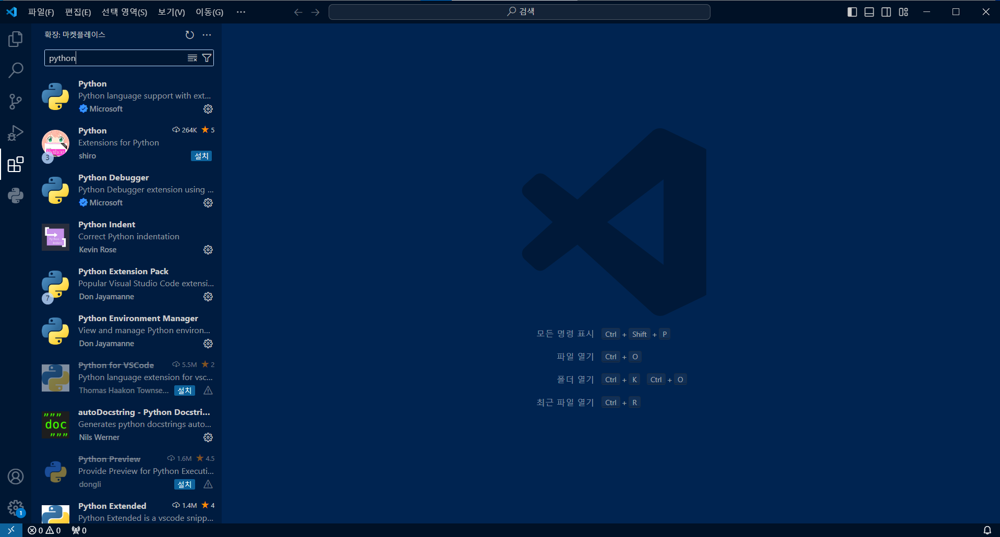 파일(F) 편집(E) 선택 영역(S) 보기(V) 이동(G) ···
검색
확장: 마켓플레이스
python
Python
Python language support with ext...
Microsoft
Python 264K 5
Extensions for Python
Python
3
shiro 설치
Python Debugger
Python Debugger extension using ...
Microsoft
Python Indent
Correct Python indentation
Python
Indent
Kevin Rose
Python Extension Pack
Popular Visual Studio Code extensi...
7
Don Jayamanne
Python Environment Manager
View and manage Python environ...
Don Jayamanne
Python for VSCode 5.5M 2
Python language extension for vsc...
Thomas Haakon Townse... 설치
autoDocstring - Python Docstri...
"""
doc
"""
Generates python docstrings auto...
Nils Werner
Python Preview 1.6M 4.5
Provide Preview for Python Executi...
dongli 설치
Python Extended 1.4M 4
Python Extended is a vscode snipp...
모든 명령 표시 Ctrl + Shift + P
파일 열기 Ctrl + O
폴더 열기 Ctrl + K Ctrl + O
최근 파일 열기 Ctrl + R
1
0 0 0